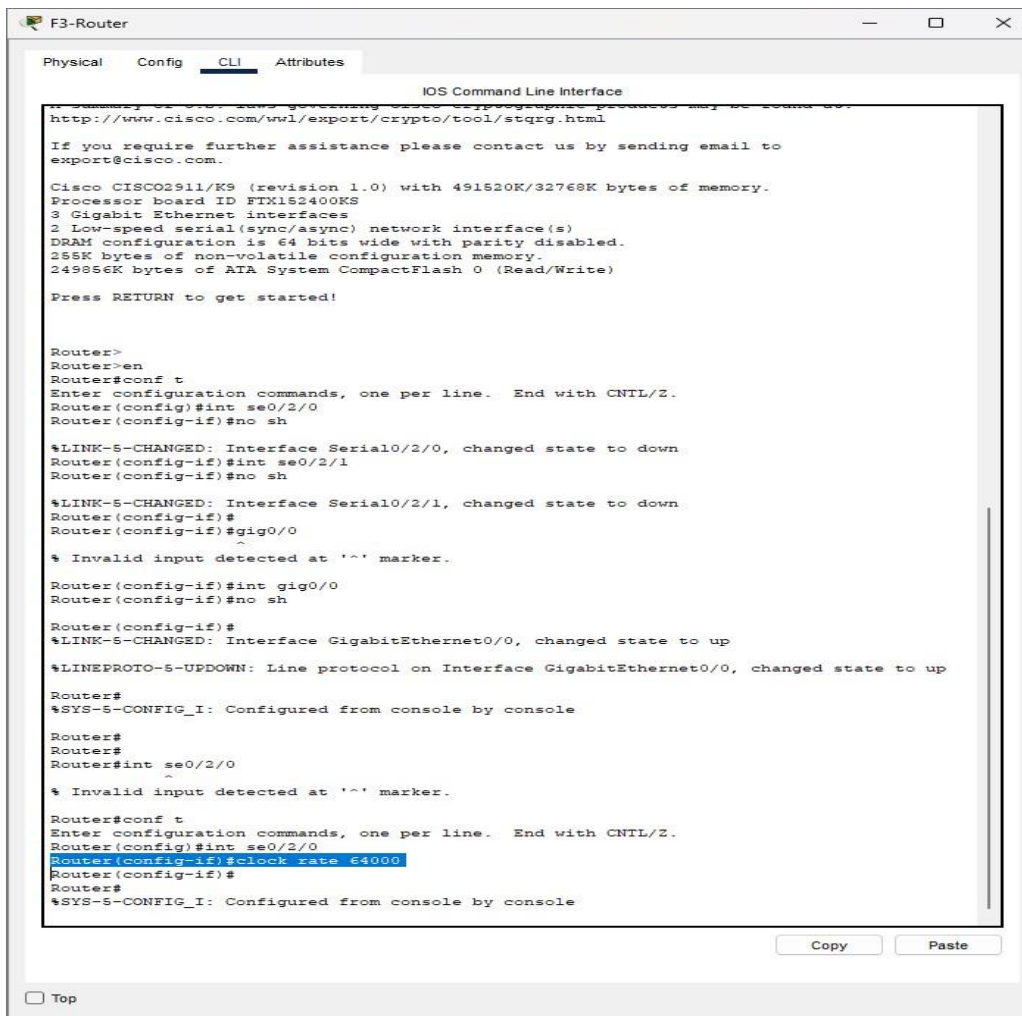 F3-Router
Physical Config CLI Attributes
IOS Command Line Interface
A summary of U.S. laws governing Cisco cryptographic products may be found at:
http://www.cisco.com/wwl/export/crypto/tool/stqrg.html
If you require further assistance please contact us by sending email to
export@cisco.com.
Cisco CISCO2911/K9 (revision 1.0) with 491520K/32768K bytes of memory.
Processor board ID FTX152400KS
3 Gigabit Ethernet interfaces
2 Low-speed serial(sync/async) network interface(s)
DRAM configuration is 64 bits wide with parity disabled.
255K bytes of non-volatile configuration memory.
249856K bytes of ATA System CompactFlash 0 (Read/Write)
Press RETURN to get started!
Router>
Router>en
Router#conf t
Enter configuration commands, one per line. End with CNTL/Z.
Router(config)#int se0/2/0
Router(config-if)#no sh
%LINK-5-CHANGED: Interface Serial0/2/0, changed state to down
Router(config-if)#int se0/2/1
Router(config-if)#no sh
%LINK-5-CHANGED: Interface Serial0/2/1, changed state to down
Router(config-if)#
Router(config-if)#gig0/0
^
% Invalid input detected at '^' marker.
Router(config-if)#int gig0/0
Router(config-if)#no sh
Router(config-if)#
%LINK-5-CHANGED: Interface GigabitEthernet0/0, changed state to up
%LINEPROTO-5-UPDOWN: Line protocol on Interface GigabitEthernet0/0, changed state to up
Router#
%SYS-5-CONFIG_I: Configured from console by console
Router#
Router#
Router#int se0/2/0
^
% Invalid input detected at '^' marker.
Router#conf t
Enter configuration commands, one per line. End with CNTL/Z.
Router(config)#int se0/2/0
Router(config-if)#clock rate 64000
Router(config-if)#
Router#
%SYS-5-CONFIG_I: Configured from console by console
Copy Paste
Top